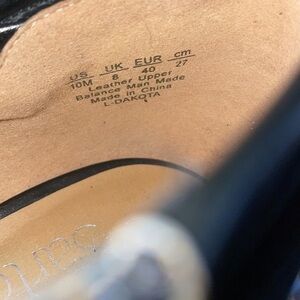 US UK EUR cm
10M 8 40 27
Leather Upper
Balance Man Made
Made in China
L-DAKOTA